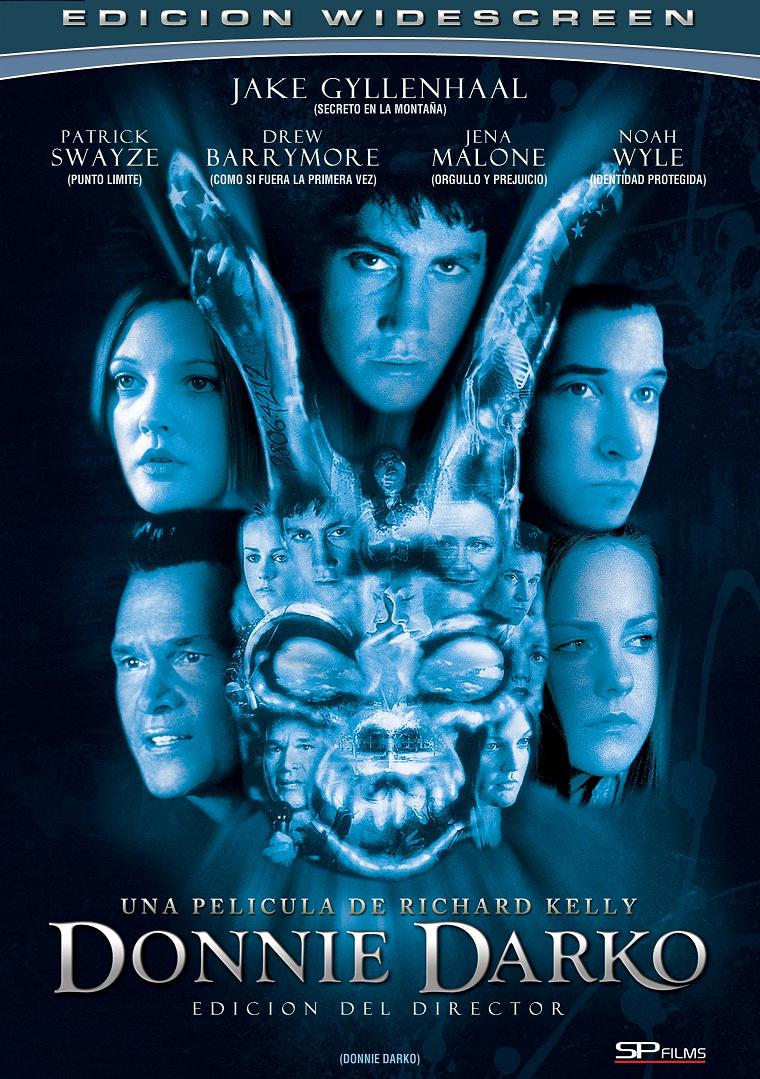 EDICION WIDESCREEN
JAKE GYLLENHAAL
(SECRETO EN LA MONTAÑA)
PATRICK SWAYZE
(PUNTO LIMITE)
DREW BARRYMORE
(COMO SI FUERA LA PRIMERA VEZ)
JENA MALONE
(ORGULLO Y PREJUICIO)
NOAH WYLE
(IDENTIDAD PROTEGIDA)
UNA PELICULA DE RICHARD KELLY
DONNIE DARKO
EDICION DEL DIRECTOR
(DONNIE DARKO)
SP FILMS